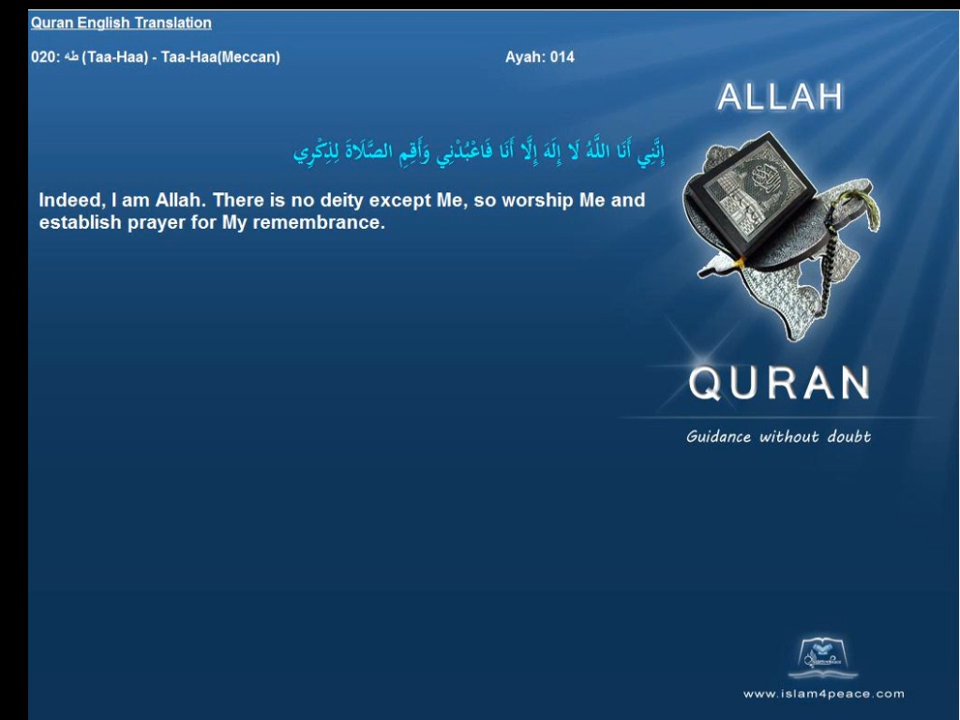 Quran English Translation
020: طه (Taa-Haa) - Taa-Haa(Meccan) Ayah: 014
ALLAH
إِنَّنِي أَنَا اللَّهُ لَا إِلَهَ إِلَّا أَنَا فَاعْبُدْنِي وَأَقِمِ الصَّلَاةَ لِذِكْرِي
Indeed, I am Allah. There is no deity except Me, so worship Me and
establish prayer for My remembrance.
QURAN
Guidance without doubt
www.islam4peace.com